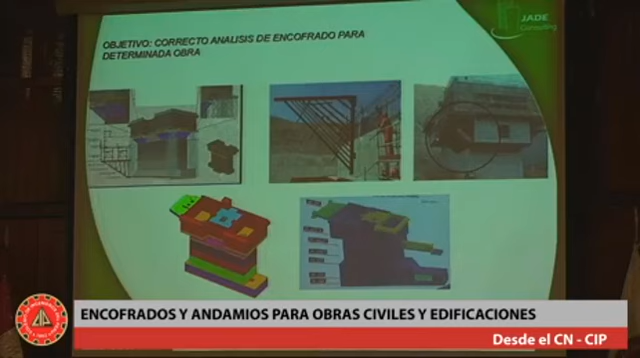 JADE
Consulting
OBJETIVO: CORRECTO ANALISIS DE ENCOFRADO PARA
DETERMINADA OBRA
ENCOFRADOS Y ANDAMIOS PARA OBRAS CIVILES Y EDIFICACIONES
Desde el CN - CIP